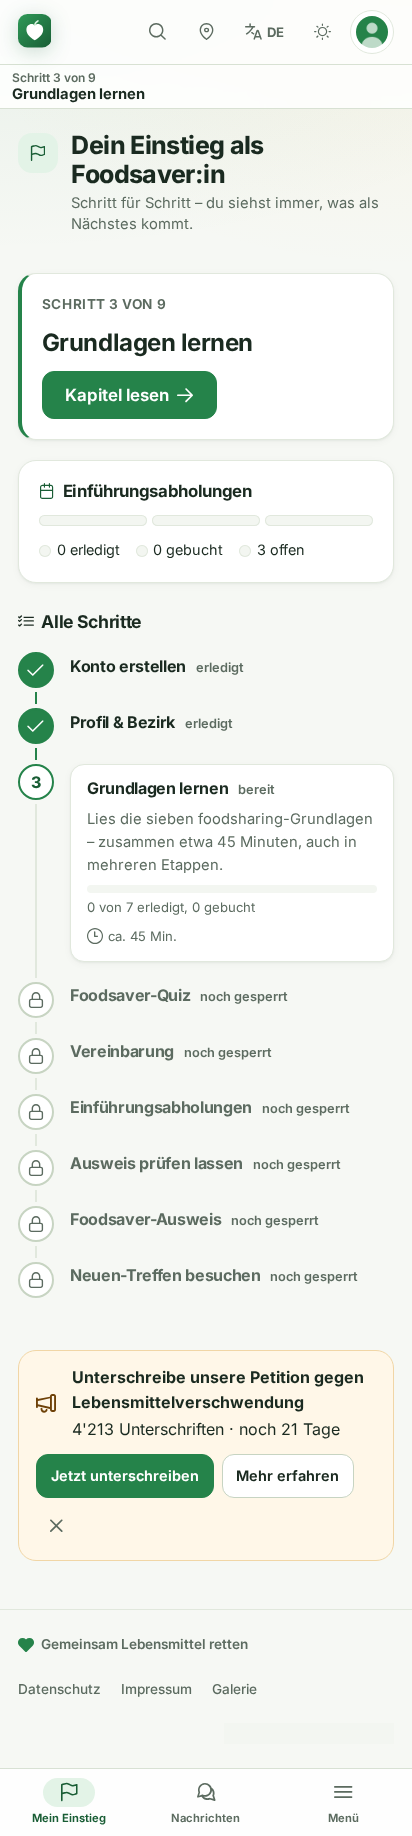 DE
Schritt 3 von 9
Grundlagen lernen
Dein Einstieg als
Foodsaver:in
Schritt für Schritt – du siehst immer, was als
Nächstes kommt.
SCHRITT 3 VON 9
Grundlagen lernen
Kapitel lesen
Einführungsabholungen
0 erledigt 0 gebucht 3 offen
Alle Schritte
Konto erstellen erledigt
Profil & Bezirk erledigt
3
Grundlagen lernen bereit
Lies die sieben foodsharing-Grundlagen
– zusammen etwa 45 Minuten, auch in
mehreren Etappen.
0 von 7 erledigt, 0 gebucht
ca. 45 Min.
Foodsaver-Quiz noch gesperrt
Vereinbarung noch gesperrt
Einführungsabholungen noch gesperrt
Ausweis prüfen lassen noch gesperrt
Foodsaver-Ausweis noch gesperrt
Neuen-Treffen besuchen noch gesperrt
Unterschreibe unsere Petition gegen
Lebensmittelverschwendung
4'213 Unterschriften · noch 21 Tage
Jetzt unterschreiben Mehr erfahren
Gemeinsam Lebensmittel retten
Datenschutz Impressum Galerie
Mein Einstieg Nachrichten Menü